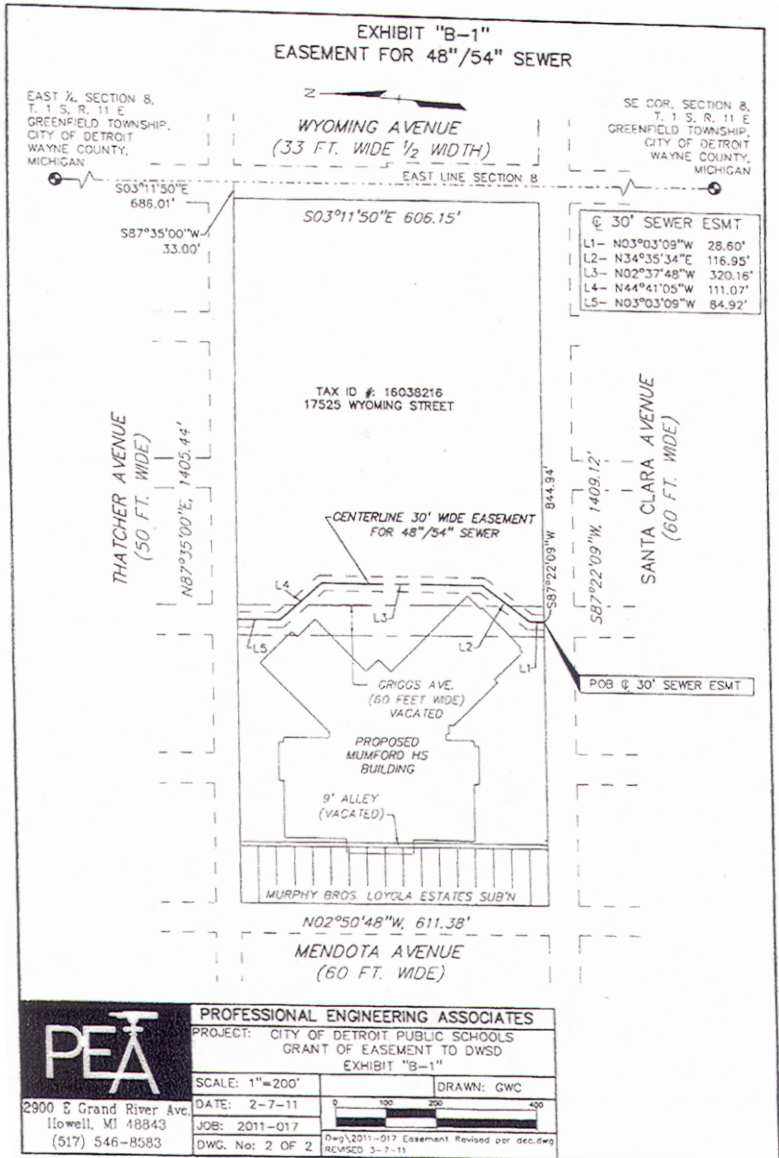 EXHIBIT "B-1"
EASEMENT FOR 48"/54" SEWER
EAST ¼, SECTION 8,
T. 1 S, R. 11 E
GREENFIELD TOWNSHIP,
CITY OF DETROIT
WAYNE COUNTY,
MICHIGAN
Z
WYOMING AVENUE
(33 FT. WIDE ½ WIDTH)
SE COR, SECTION 8,
T. 1 S, R. 11 E
GREENFIELD TOWNSHIP,
CITY OF DETROIT
WAYNE COUNTY,
MICHIGAN
EAST LINE SECTION 8
S03°11'50"E
686.01'
S87°35'00"W
33.00'
S03°11'50"E 606.15'
℄ 30' SEWER ESMT
L1- N03°03'09"W 28.60'
L2- N34°35'34"E 116.95'
L3- N02°37'48"W 320.16'
L4- N44°41'05"W 111.07'
L5- N03°03'09"W 84.92'
TAX ID #: 16038216
17525 WYOMING STREET
THATCHER AVENUE
(50 FT. WIDE)
N87°35'00"E, 1405.44'
CENTERLINE 30' WIDE EASEMENT
FOR 48"/54" SEWER
S87°22'09"W 844.94'
S87°22'09"W, 1409.12'
SANTA CLARA AVENUE
(60 FT. WIDE)
L4
L3
L5
L2
L1
POB ℄ 30' SEWER ESMT
GRIGGS AVE.
(60 FEET WIDE)
VACATED
PROPOSED
MUMFORD HS
BUILDING
9' ALLEY
(VACATED)
MURPHY BROS. LOYOLA ESTATES SUB'N
N02°50'48"W, 611.38'
MENDOTA AVENUE
(60 FT. WIDE)
PEA
2900 E Grand River Ave.
Howell, MI 48843
(517) 546-8583
PROFESSIONAL ENGINEERING ASSOCIATES
PROJECT: CITY OF DETROIT PUBLIC SCHOOLS
GRANT OF EASEMENT TO DWSD
EXHIBIT "B-1"
SCALE: 1"=200'
DRAWN: GWC
DATE: 2-7-11
0 100 200 400
JOB: 2011-017
DWG. No: 2 OF 2
Dwg\2011-017 Easement Revised per dec.dwg
REVISED 3-7-11